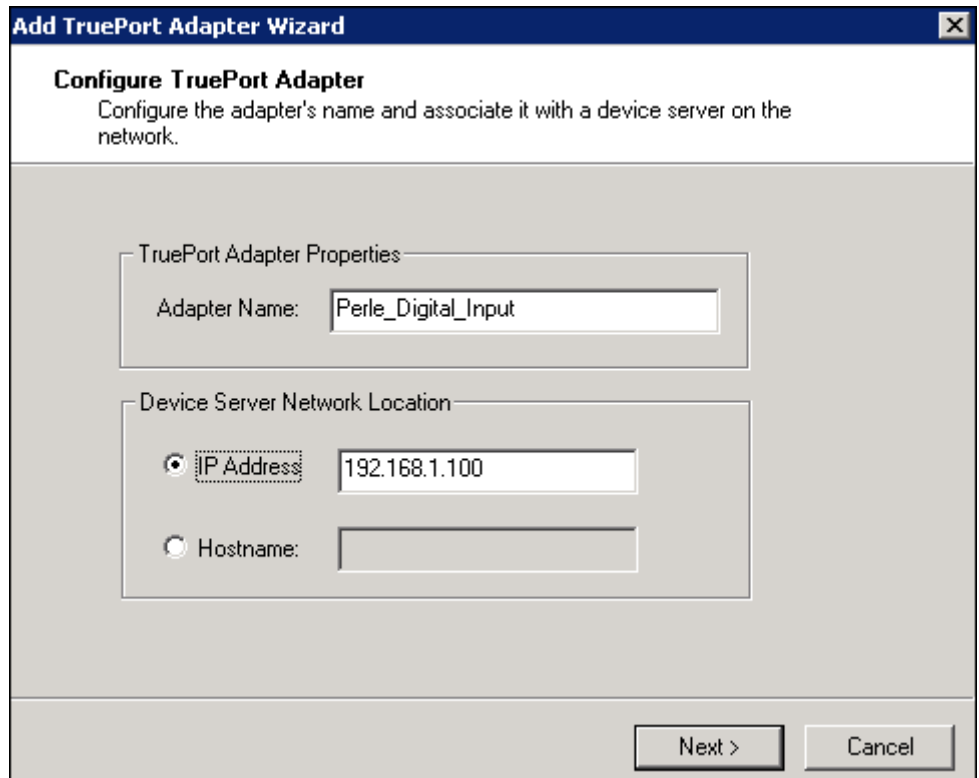 Add TruePort Adapter Wizard
Configure TruePort Adapter
Configure the adapter's name and associate it with a device server on the
network.
TruePort Adapter Properties
Adapter Name: Perle_Digital_Input
Device Server Network Location
IP Address 192.168.1.100
Hostname:
Next > Cancel